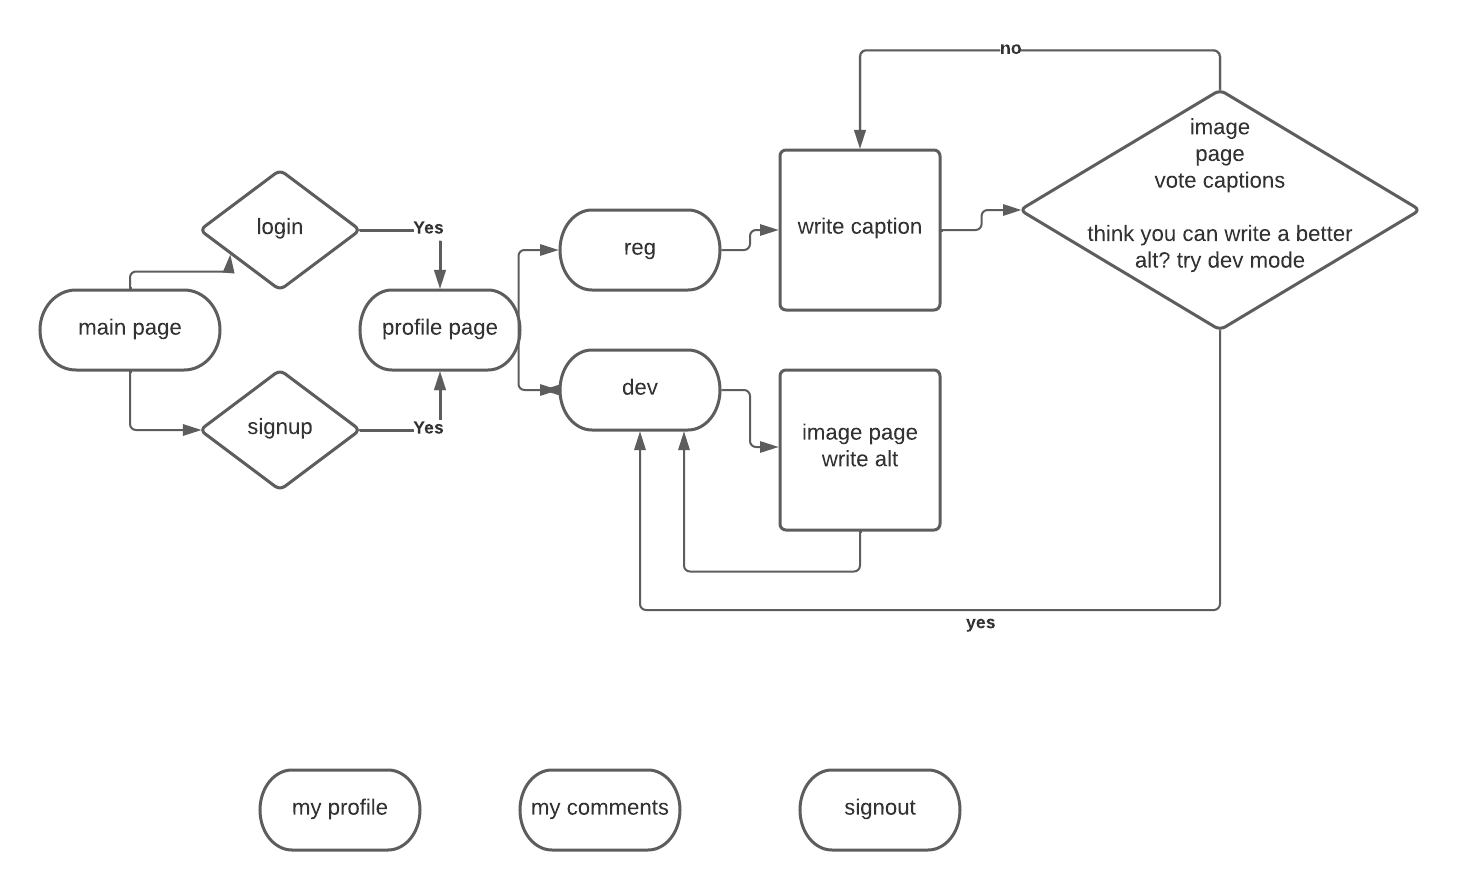 no
image
page
vote captions
think you can write a better
alt? try dev mode
login
Yes
reg
write caption
main page
profile page
signup
Yes
dev
image page
write alt
yes
my profile
my comments
signout